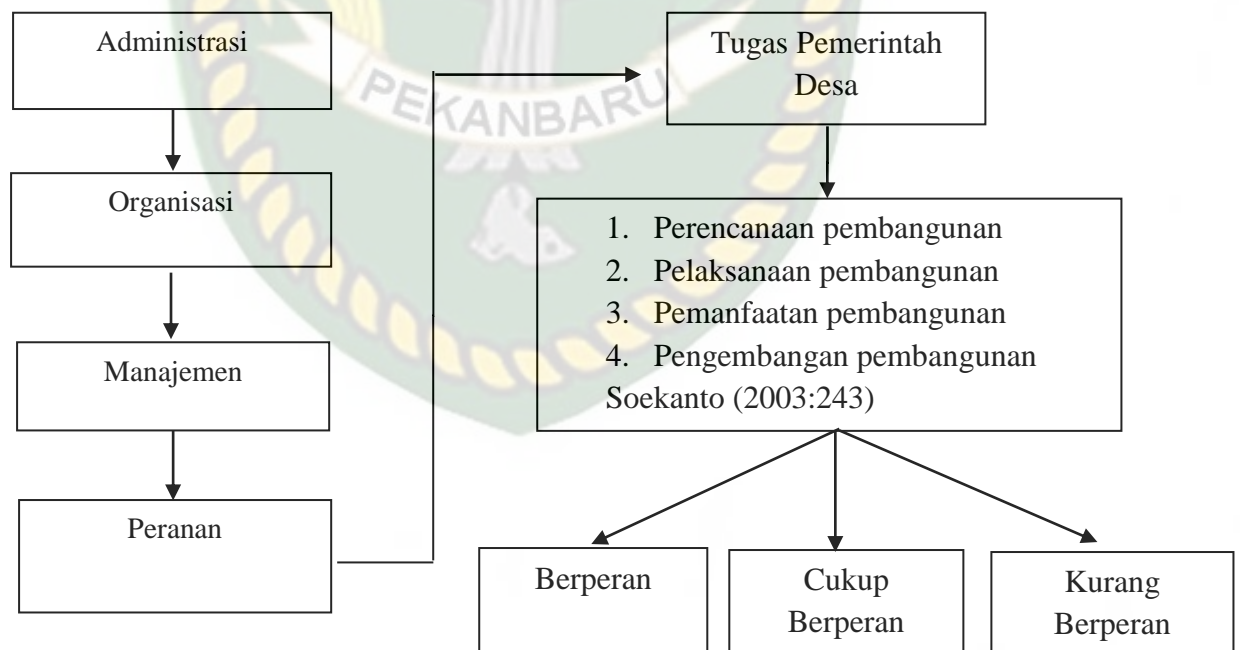 Administrasi
Organisasi
Manajemen
Peranan
Tugas Pemerintah
Desa
1. Perencanaan pembangunan
2. Pelaksanaan pembangunan
3. Pemanfaatan pembangunan
4. Pengembangan pembangunan
Soekanto (2003:243)
Berperan
Cukup
Berperan
Kurang
Berperan
PEKANBARU